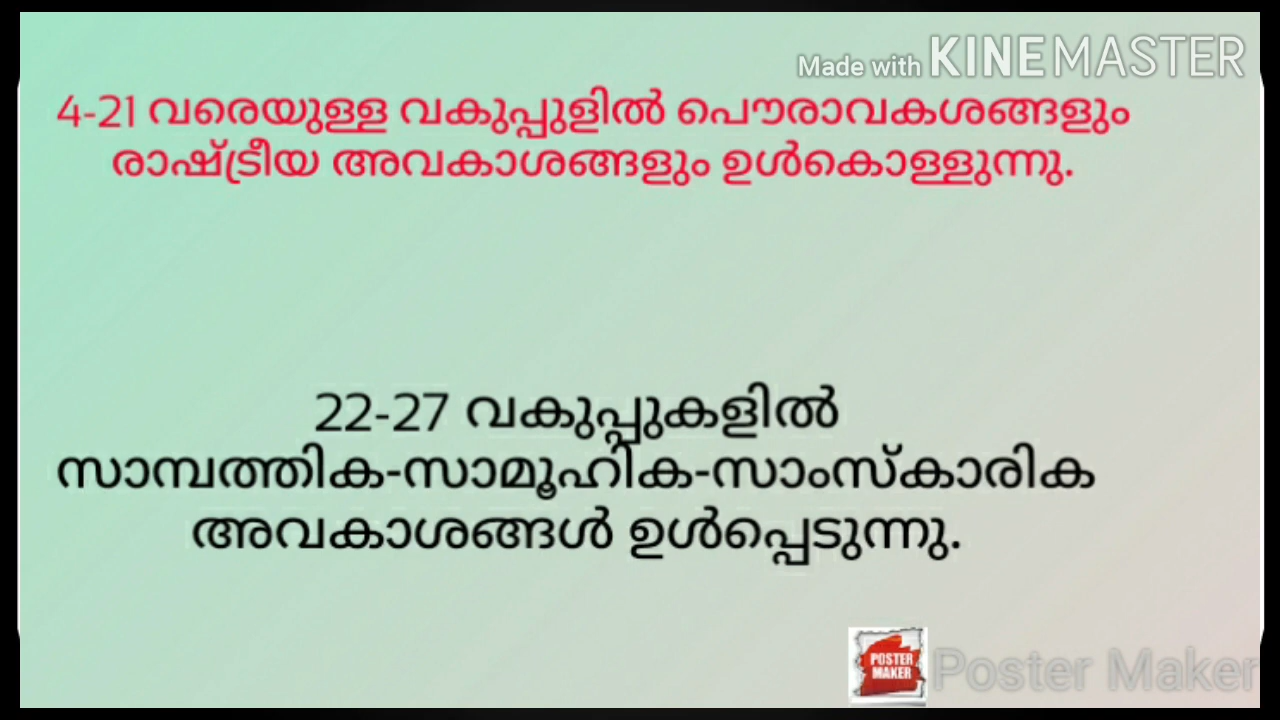 Made with KINEMASTER
4-21 വരെയുള്ള വകുപ്പുളിൽ പൌരാവകശങ്ങളും
രാഷ്ട്രീയ അവകാശങ്ങളും ഉൾകൊള്ളുന്നു.
22-27 വകുപ്പുകളിൽ
സാമ്പത്തിക-സാമൂഹിക-സാംസ്കാരിക
അവകാശങ്ങൾ ഉൾപ്പെടുന്നു.
POSTER
MAKER
Poster Maker